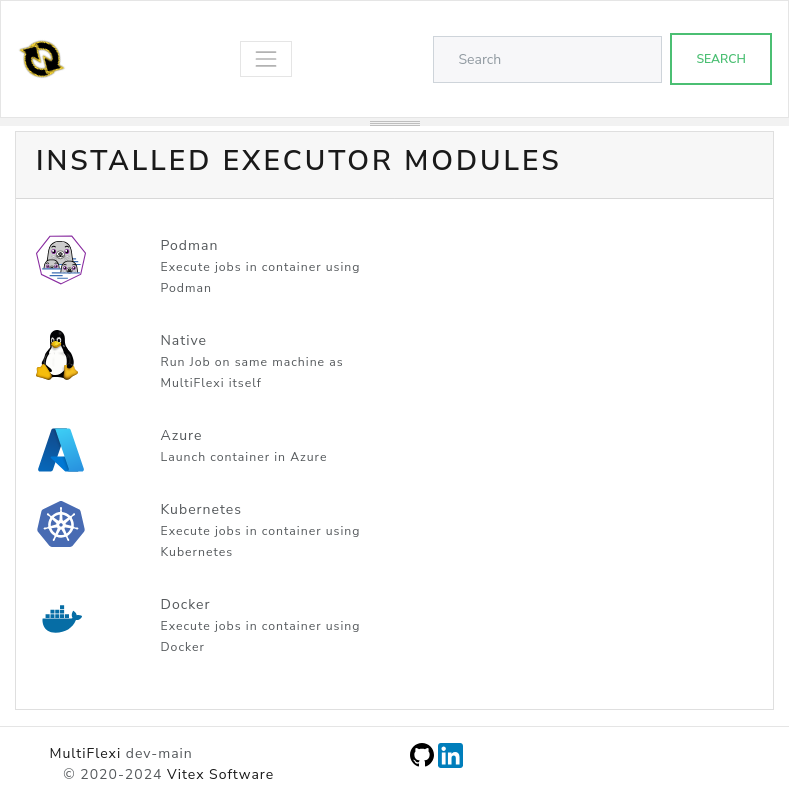 Search
SEARCH
INSTALLED EXECUTOR MODULES
Podman
Execute jobs in container using
Podman
Native
Run Job on same machine as
MultiFlexi itself
Azure
Launch container in Azure
Kubernetes
Execute jobs in container using
Kubernetes
Docker
Execute jobs in container using
Docker
MultiFlexi dev-main
© 2020-2024 Vitex Software
in